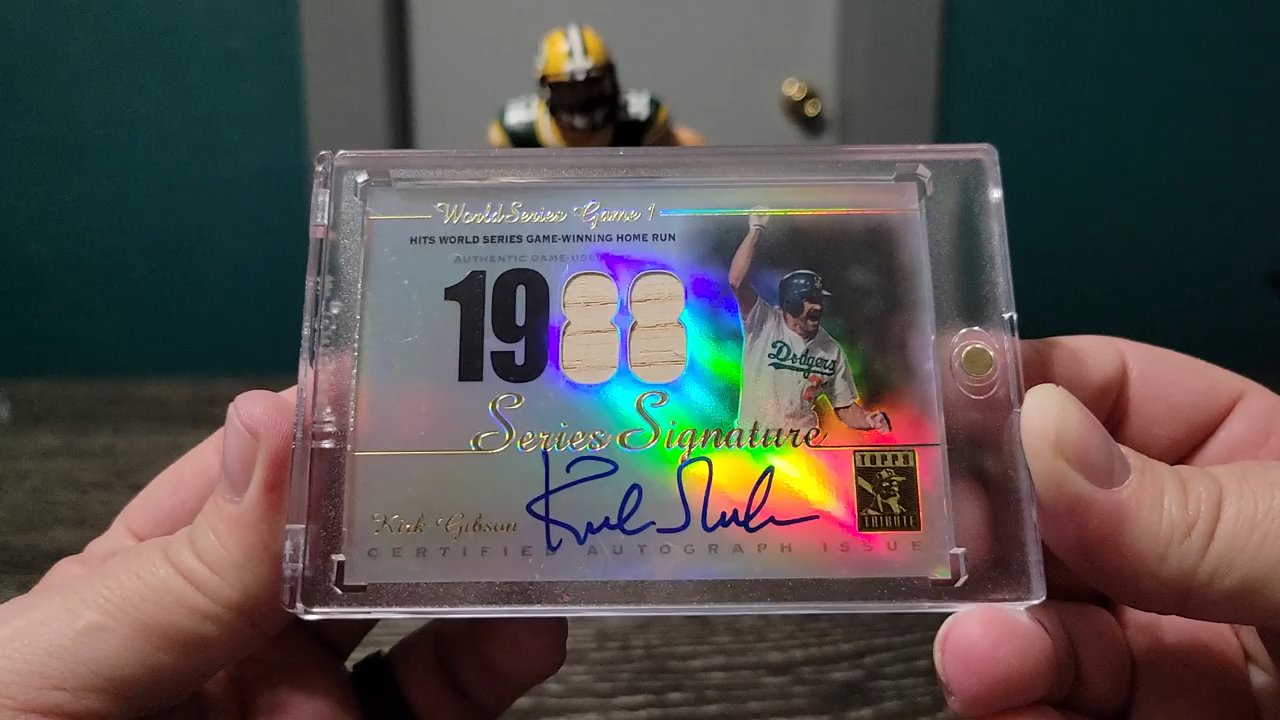 World Series Game 1
HITS WORLD SERIES GAME-WINNING HOME RUN
AUTHENTIC GAME-USE
1988
Dodgers
Series Signature
TOPPS
TRIBUTE
Kirk Gibson
CERTIFIED AUTOGRAPH ISSUE